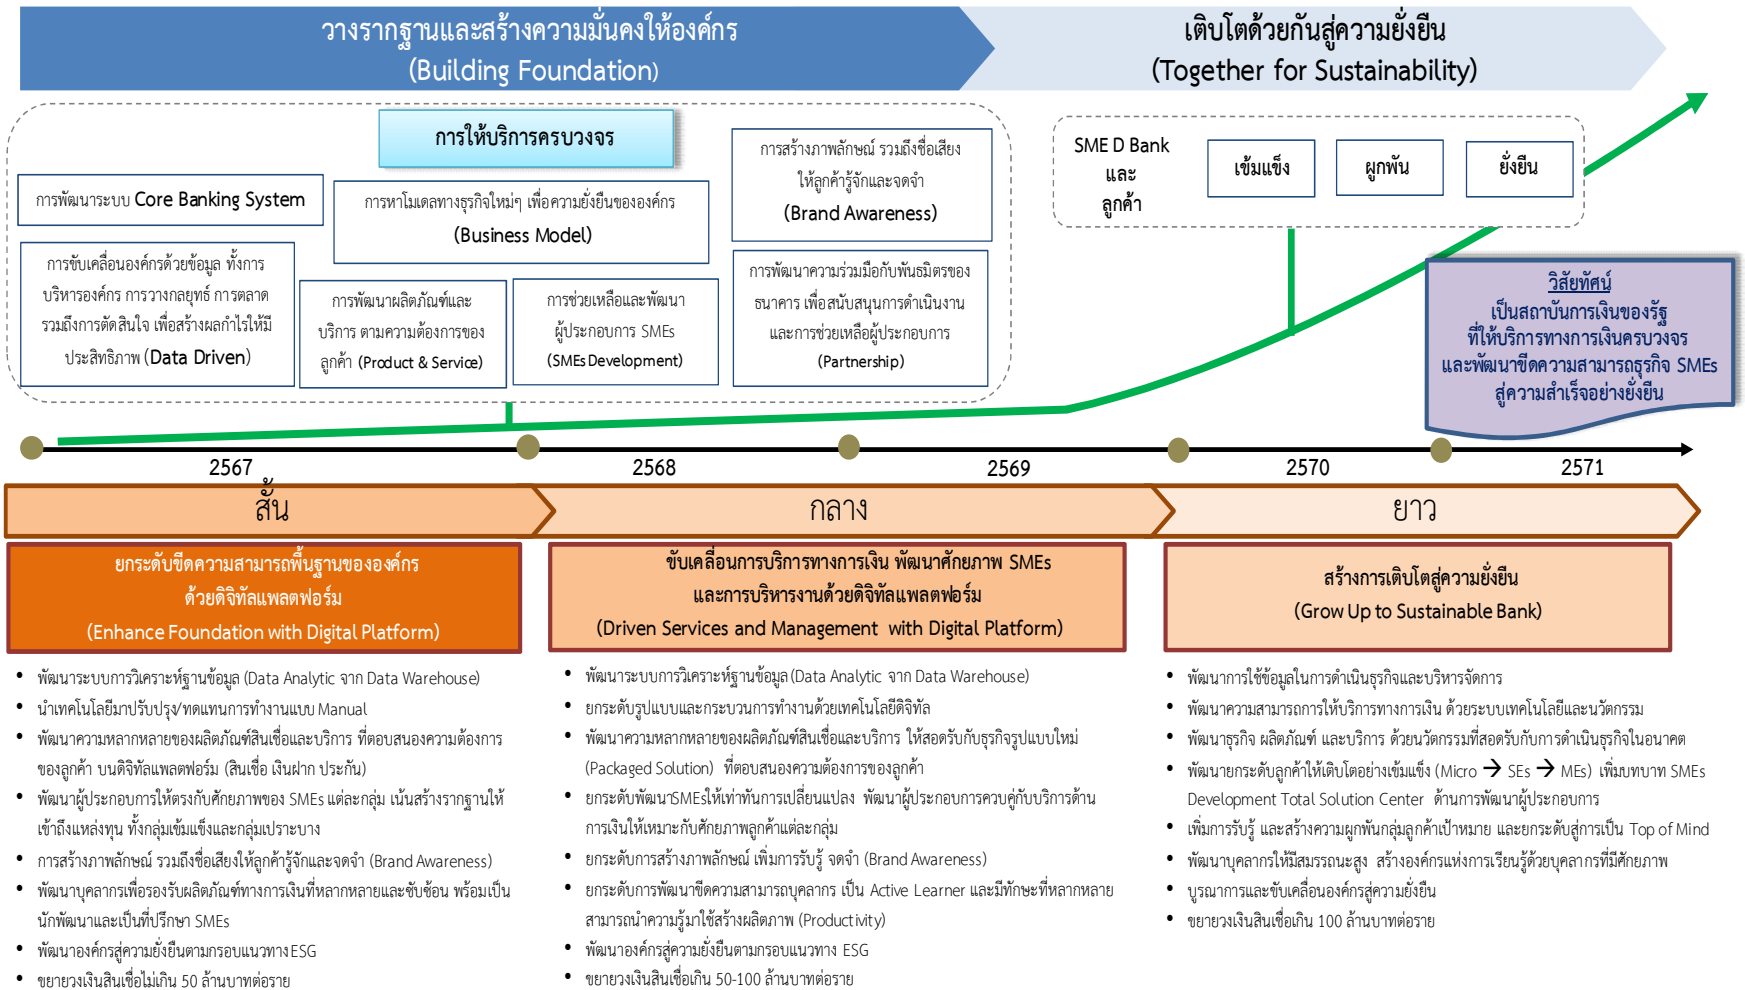 วางรากฐานและสร้างความมั่นคงให้องค์กร
(Building Foundation)
เติบโตด้วยกันสู่ความยั่งยืน
(Together for Sustainability)
การให้บริการครบวงจร
การพัฒนาระบบ Core Banking System
การขับเคลื่อนองค์กรด้วยข้อมูล ทั้งการ
บริหารองค์กร การวางกลยุทธ์ การตลาด
รวมถึงการตัดสินใจ เพื่อสร้างผลกำไรให้มี
ประสิทธิภาพ (Data Driven)
การหาโมเดลทางธุรกิจใหม่ๆ เพื่อความยั่งยืนขององค์กร
(Business Model)
การพัฒนาผลิตภัณฑ์และ
บริการ ตามความต้องการของ
ลูกค้า (Product & Service)
การช่วยเหลือและพัฒนา
ผู้ประกอบการ SMEs
(SMEs Development)
การสร้างภาพลักษณ์ รวมถึงชื่อเสียง
ให้ลูกค้ารู้จักและจดจำ
(Brand Awareness)
การพัฒนาความร่วมมือกับพันธมิตรของ
ธนาคาร เพื่อสนับสนุนการดำเนินงาน
และการช่วยเหลือผู้ประกอบการ
(Partnership)
SME D Bank
และ
ลูกค้า
เข้มแข็ง
ผูกพัน
ยั่งยืน
วิสัยทัศน์
เป็นสถาบันการเงินของรัฐ
ที่ให้บริการทางการเงินครบวงจร
และพัฒนาขีดความสามารถธุรกิจ SMEs
สู่ความสำเร็จอย่างยั่งยืน
2567
2568
2569
2570
2571
สั้น
กลาง
ยาว
ยกระดับขีดความสามารถพื้นฐานขององค์กร
ด้วยดิจิทัลแพลตฟอร์ม
(Enhance Foundation with Digital Platform)
• พัฒนาระบบการวิเคราะห์ฐานข้อมูล (Data Analytic จาก Data Warehouse)
• นำเทคโนโลยีมาปรับปรุง/ทดแทนการทำงานแบบ Manual
• พัฒนาความหลากหลายของผลิตภัณฑ์สินเชื่อและบริการ ที่ตอบสนองความต้องการ
ของลูกค้า บนดิจิทัลแพลตฟอร์ม (สินเชื่อ เงินฝาก ประกัน)
• พัฒนาผู้ประกอบการให้ตรงกับศักยภาพของ SMEs แต่ละกลุ่ม เน้นสร้างรากฐานให้
เข้าถึงแหล่งทุน ทั้งกลุ่มเข้มแข็งและกลุ่มเปราะบาง
• การสร้างภาพลักษณ์ รวมถึงชื่อเสียงให้ลูกค้ารู้จักและจดจำ (Brand Awareness)
• พัฒนาบุคลากรเพื่อรองรับผลิตภัณฑ์ทางการเงินที่หลากหลายและซับซ้อน พร้อมเป็น
นักพัฒนาและเป็นที่ปรึกษา SMEs
• พัฒนาองค์กรสู่ความยั่งยืนตามกรอบแนวทาง ESG
• ขยายวงเงินสินเชื่อไม่เกิน 50 ล้านบาทต่อราย
ขับเคลื่อนการบริการทางการเงิน พัฒนาศักยภาพ SMEs
และการบริหารงานด้วยดิจิทัลแพลตฟอร์ม
(Driven Services and Management with Digital Platform)
• พัฒนาระบบการวิเคราะห์ฐานข้อมูล (Data Analytic จาก Data Warehouse)
• ยกระดับรูปแบบและกระบวนการทำงานด้วยเทคโนโลยีดิจิทัล
• พัฒนาความหลากหลายของผลิตภัณฑ์สินเชื่อและบริการ ให้สอดรับกับธุรกิจรูปแบบใหม่
(Packaged Solution) ที่ตอบสนองความต้องการของลูกค้า
• ยกระดับพัฒนาSMEsให้เท่าทันการเปลี่ยนแปลง พัฒนาผู้ประกอบการควบคู่กับบริการด้าน
การเงินให้เหมาะกับศักยภาพลูกค้าแต่ละกลุ่ม
• ยกระดับการสร้างภาพลักษณ์ เพิ่มการรับรู้ จดจำ (Brand Awareness)
• ยกระดับการพัฒนาขีดความสามารถบุคลากร เป็น Active Learner และมีทักษะที่หลากหลาย
สามารถนำความรู้มาใช้สร้างผลิตภาพ (Productivity)
• พัฒนาองค์กรสู่ความยั่งยืนตามกรอบแนวทาง ESG
• ขยายวงเงินสินเชื่อเกิน 50-100 ล้านบาทต่อราย
สร้างการเติบโตสู่ความยั่งยืน
(Grow Up to Sustainable Bank)
• พัฒนาการใช้ข้อมูลในการดำเนินธุรกิจและบริหารจัดการ
• พัฒนาความสามารถการให้บริการทางการเงิน ด้วยระบบเทคโนโลยีและนวัตกรรม
• พัฒนาธุรกิจ ผลิตภัณฑ์ และบริการ ด้วยนวัตกรรมที่สอดรับกับการดำเนินธุรกิจในอนาคต
• พัฒนายกระดับลูกค้าให้เติบโตอย่างเข้มแข็ง (Micro → SEs → MEs) เพิ่มบทบาท SMEs
Development Total Solution Center ด้านการพัฒนาผู้ประกอบการ
• เพิ่มการรับรู้ และสร้างความผูกพันกลุ่มลูกค้าเป้าหมาย และยกระดับสู่การเป็น Top of Mind
• พัฒนาบุคลากรให้มีสมรรถนะสูง สร้างองค์กรแห่งการเรียนรู้ด้วยบุคลากรที่มีศักยภาพ
• บูรณาการและขับเคลื่อนองค์กรสู่ความยั่งยืน
• ขยายวงเงินสินเชื่อเกิน 100 ล้านบาทต่อราย